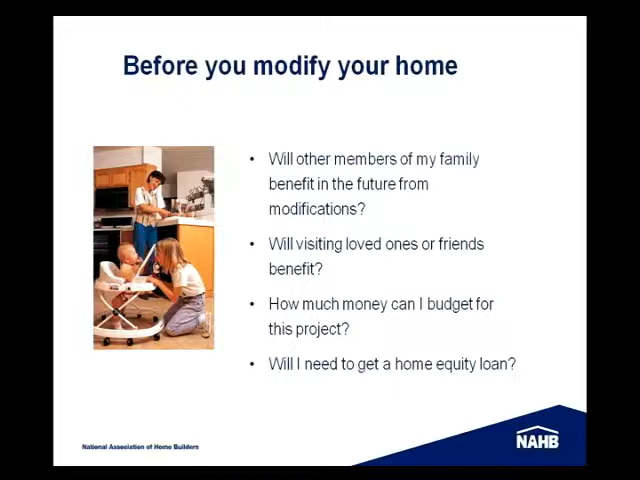 Before you modify your home
• Will other members of my family
benefit in the future from
modifications?
• Will visiting loved ones or friends
benefit?
• How much money can I budget for
this project?
• Will I need to get a home equity loan?
National Association of Home Builders
NAHB